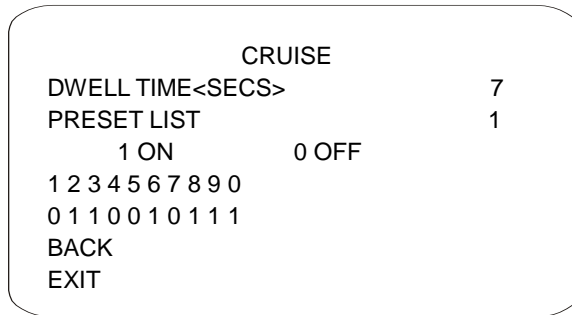 CRUISE
DWELL TIME<SECS> 7
PRESET LIST 1
1 ON 0 OFF
1 2 3 4 5 6 7 8 9 0
0 1 1 0 0 1 0 1 1 1
BACK
EXIT